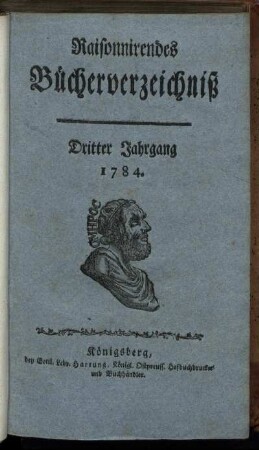 Raisonnirendes
Bücherverzeichniß
Dritter Jahrgang
1784.
Königsberg,
bey Gottl. Lebr. Hartung, Königl. Ostpreuß. Hofbuchdrucker
und Buchhändler.